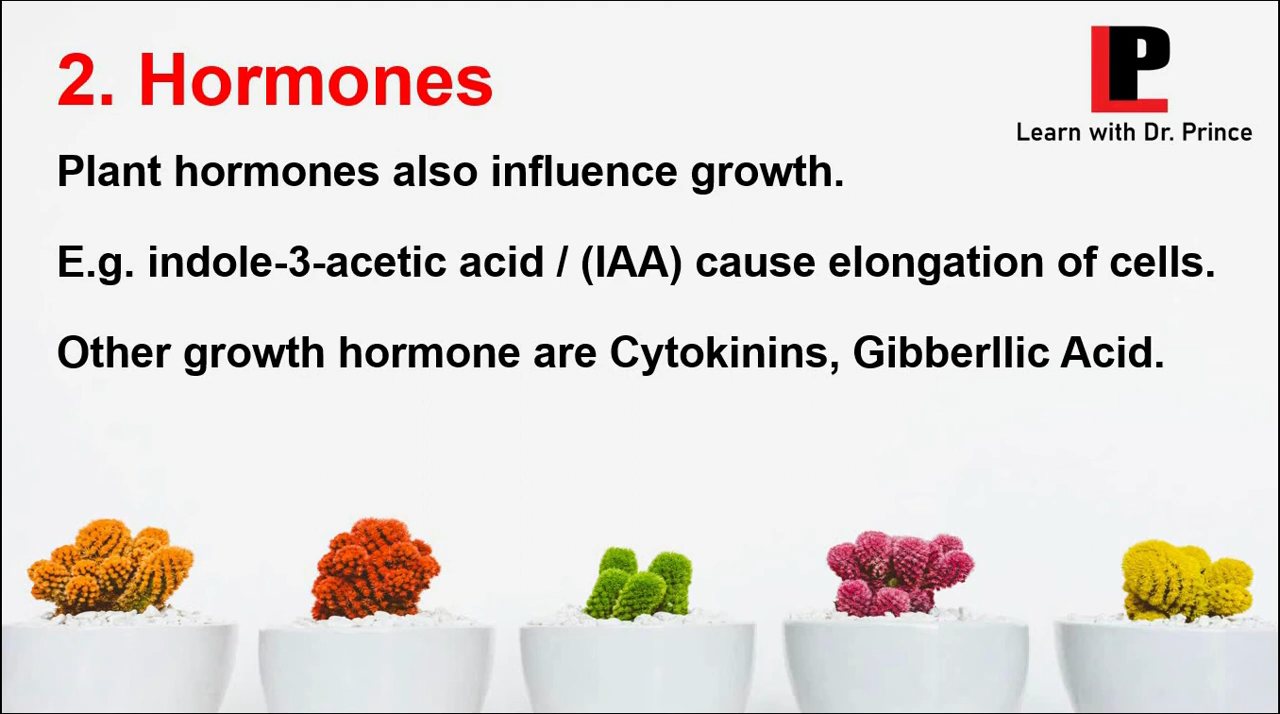 2. Hormones
LP
Learn with Dr. Prince
Plant hormones also influence growth.
E.g. indole-3-acetic acid / (IAA) cause elongation of cells.
Other growth hormone are Cytokinins, Gibberllic Acid.